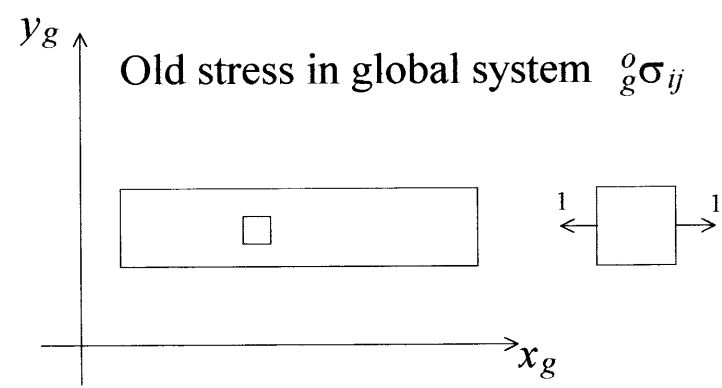 y_g
Old stress in global system ^o_gσ_ij
1 1
x_g